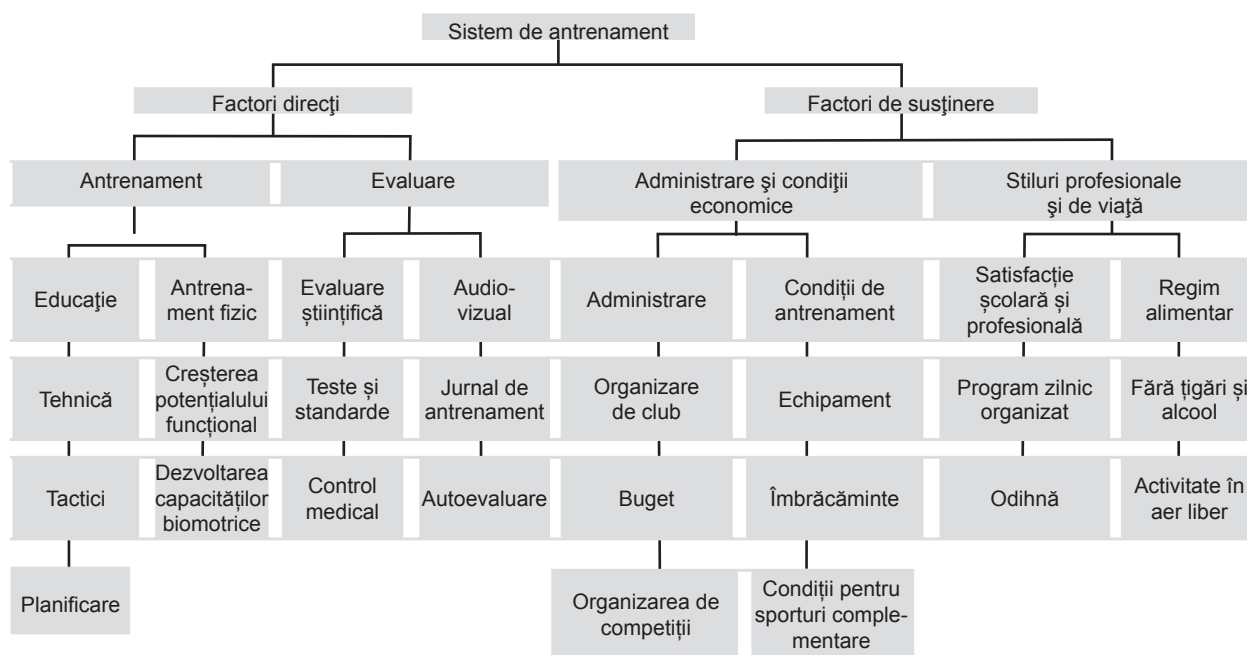 Sistem de antrenament
Factori direcţi
Factori de susţinere
Antrenament
Evaluare
Administrare şi condiţii
economice
Stiluri profesionale
şi de viaţă
Educaţie
Antrena-
ment fizic
Evaluare
științifică
Audio-
vizual
Administrare
Condiții de
antrenament
Satisfacție
școlară și
profesională
Regim
alimentar
Tehnică
Creșterea
potențialului
funcțional
Teste și
standarde
Jurnal de
antrenament
Organizare
de club
Echipament
Program zilnic
organizat
Fără țigări și
alcool
Tactici
Dezvoltarea
capacităților
biomotrice
Control
medical
Autoevaluare
Buget
Îmbrăcăminte
Odihnă
Activitate în
aer liber
Planificare
Organizarea de
competiții
Condiții pentru
sporturi comple-
mentare